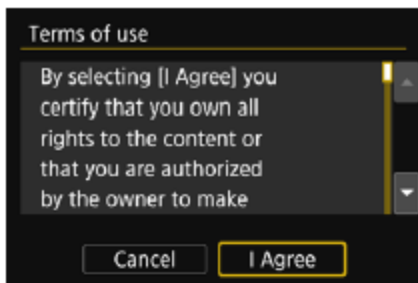 Terms of use
By selecting [I Agree] you
certify that you own all
rights to the content or
that you are authorized
by the owner to make
Cancel
I Agree